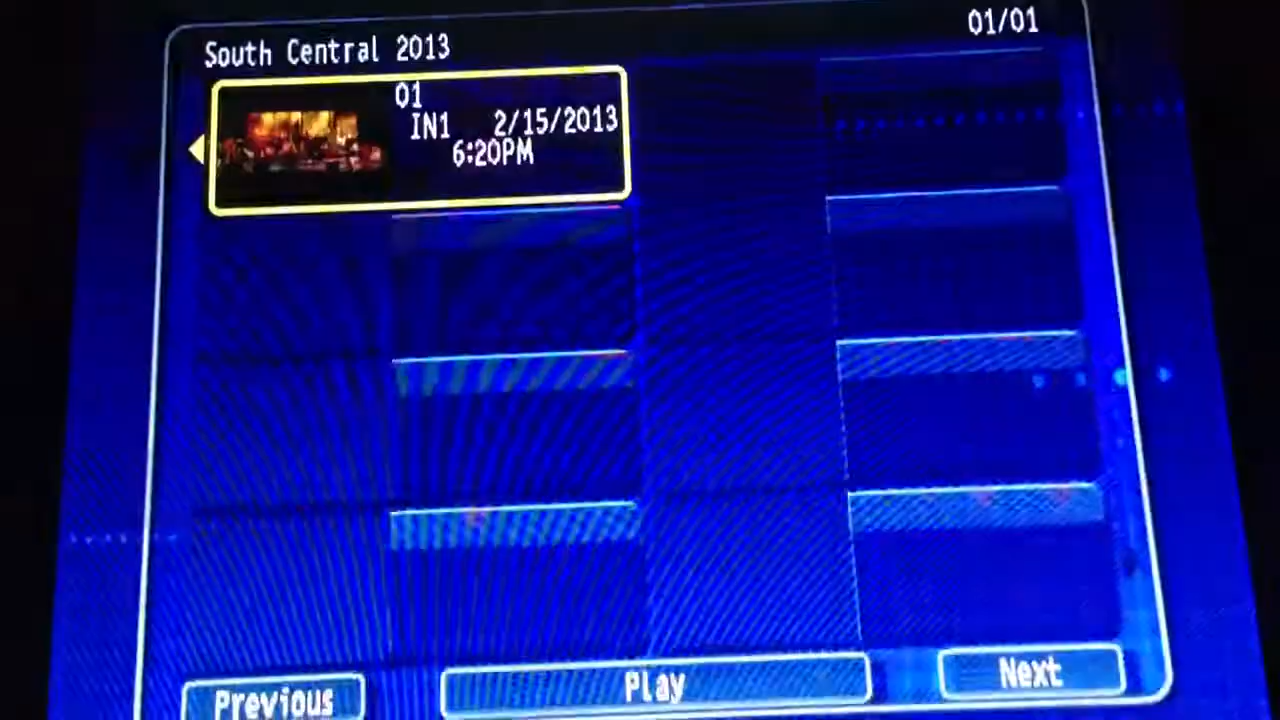 South Central 2013
01/01
01
IN1 2/15/2013
6:20PM
Previous
Play
Next